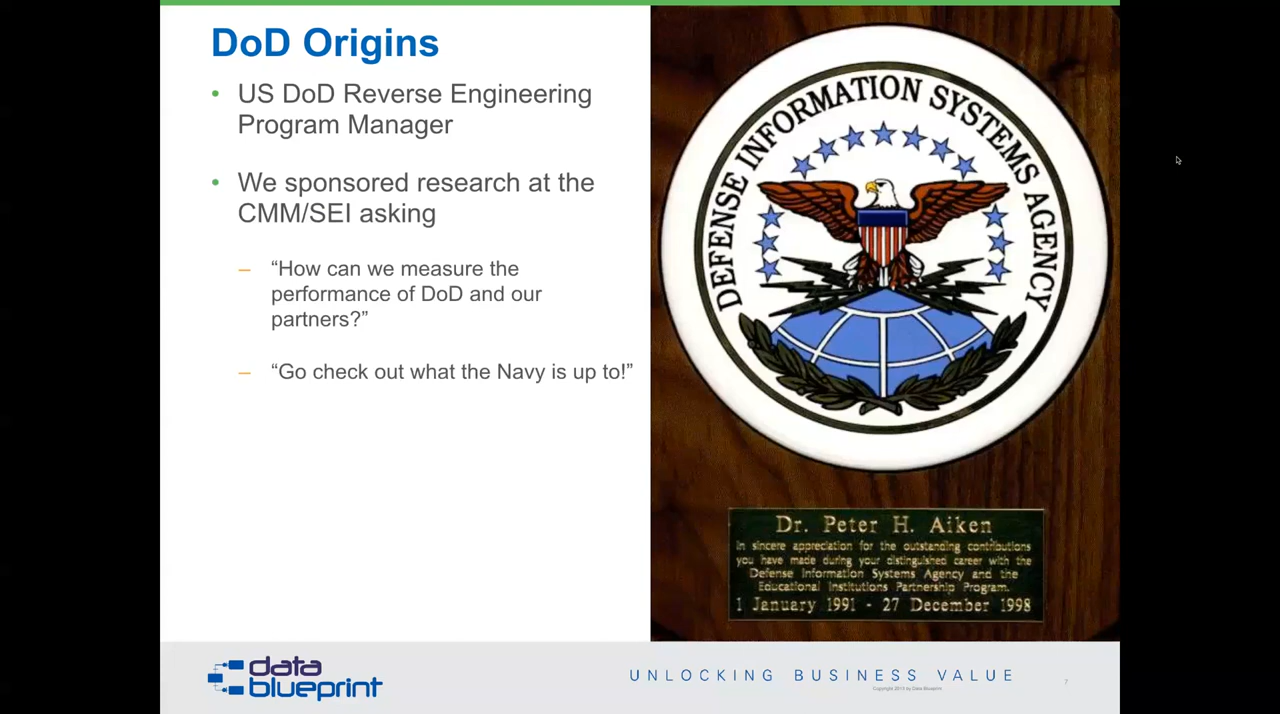 DoD Origins
• US DoD Reverse Engineering
Program Manager
• We sponsored research at the
CMM/SEI asking
– “How can we measure the
performance of DoD and our
partners?”
– “Go check out what the Navy is up to!”
DEFENSE INFORMATION SYSTEMS AGENCY
Dr. Peter H. Aiken
In sincere appreciation for the outstanding contributions
you have made during your distinguished career with the
Defense Information Systems Agency and the
Educational Institutions Partnership Program.
1 January 1991 - 27 December 1998
data
blueprint
UNLOCKING BUSINESS VALUE
7